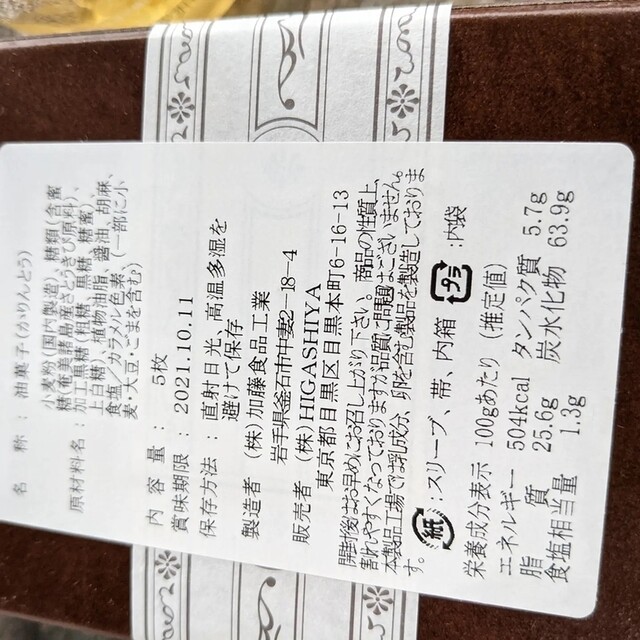 名 称 : 油菓子(かりんとう)
原材料名 : 小麦粉(国内製造)、糖類(含蜜
糖(奄美諸島産さとうきび原料)、
加工黒糖(粗糖、黒糖、糖蜜)、
上白糖)、植物油脂、醤油、胡麻、
食塩/カラメル色素、(一部に小
麦・大豆・ごまを含む)
内 容 量 : 5枚
賞味期限 : 2021.10.11
保存方法 : 直射日光、高温多湿を
避けて保存
製造者 (株)加藤食品工業
岩手県釜石市甲子町2-18-4
販売者 (株)HIGASHIYA
東京都目黒区目黒本町6-16-13
開封後はお早めにお召し上がり下さい。商品の性質上、
割れやすくなっておりますが品質に問題はございません。
本製品工場では乳成分、卵を含む製品を製造しておりま
す。
紙 :スリーブ、帯、内箱 プラ :内袋
栄養成分表示 100gあたり (推定値)
エネルギー 504kcal タンパク質 5.7g
脂 質 25.6g 炭水化物 63.9g
食塩相当量 1.3g